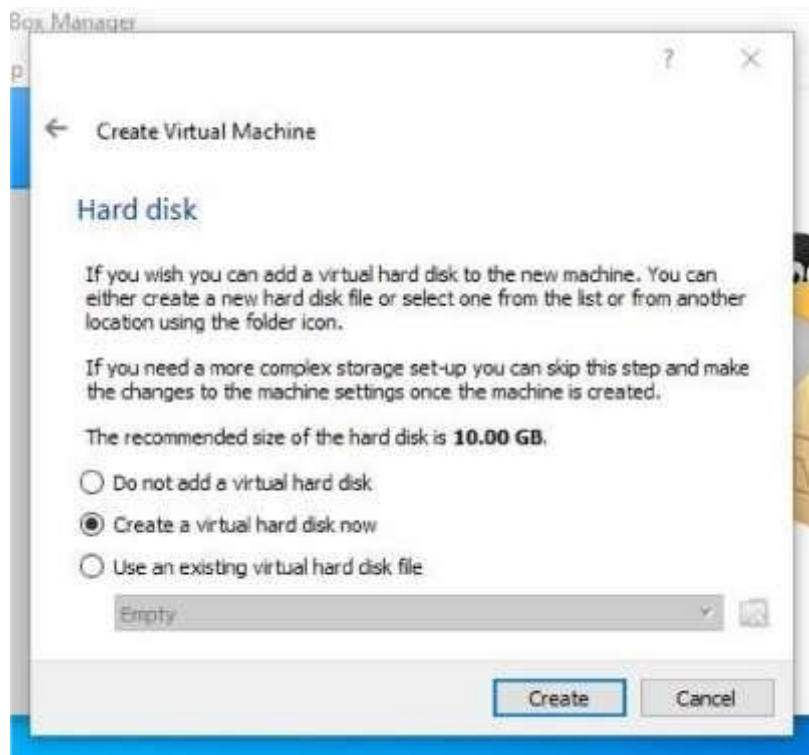 Box Manager
p
?
Create Virtual Machine
Hard disk
If you wish you can add a virtual hard disk to the new machine. You can
either create a new hard disk file or select one from the list or from another
location using the folder icon.
If you need a more complex storage set-up you can skip this step and make
the changes to the machine settings once the machine is created.
The recommended size of the hard disk is 10.00 GB.
Do not add a virtual hard disk
Create a virtual hard disk now
Use an existing virtual hard disk file
Empty
Create Cancel